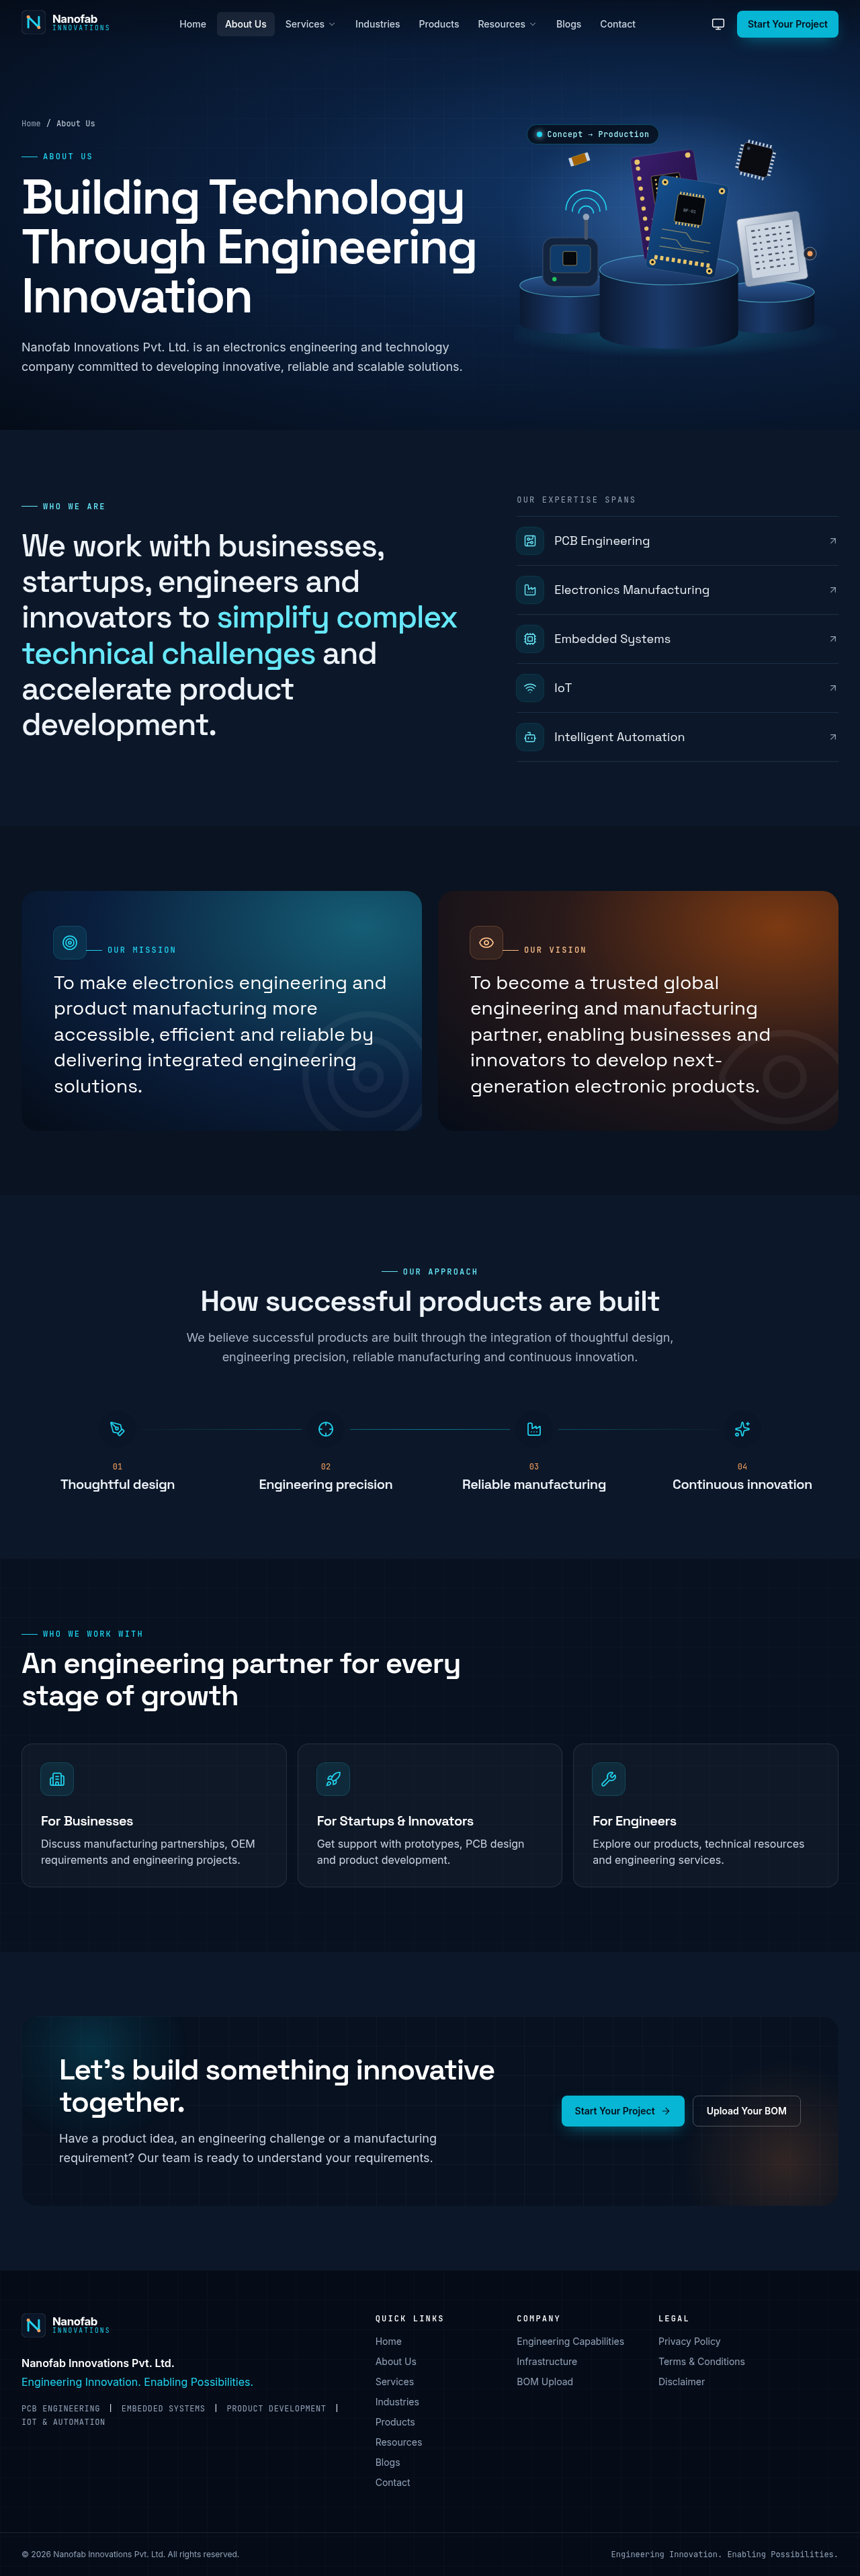 Nanofab
INNOVATIONS
Home
About Us
Services
Industries
Products
Resources
Blogs
Contact
Start Your Project
Home / About Us
ABOUT US
Building Technology
Through Engineering
Innovation
Nanofab Innovations Pvt. Ltd. is an electronics engineering and technology
company committed to developing innovative, reliable and scalable solutions.
Concept → Production
WHO WE ARE
We work with businesses,
startups, engineers and
innovators to simplify complex
technical challenges and
accelerate product
development.
OUR EXPERTISE SPANS
PCB Engineering
Electronics Manufacturing
Embedded Systems
IoT
Intelligent Automation
OUR MISSION
To make electronics engineering and
product manufacturing more
accessible, efficient and reliable by
delivering integrated engineering
solutions.
OUR VISION
To become a trusted global
engineering and manufacturing
partner, enabling businesses and
innovators to develop next-
generation electronic products.
OUR APPROACH
How successful products are built
We believe successful products are built through the integration of thoughtful design,
engineering precision, reliable manufacturing and continuous innovation.
01
Thoughtful design
02
Engineering precision
03
Reliable manufacturing
04
Continuous innovation
WHO WE WORK WITH
An engineering partner for every
stage of growth
For Businesses
Discuss manufacturing partnerships, OEM
requirements and engineering projects.
For Startups & Innovators
Get support with prototypes, PCB design
and product development.
For Engineers
Explore our products, technical resources
and engineering services.
Let's build something innovative
together.
Have a product idea, an engineering challenge or a manufacturing
requirement? Our team is ready to understand your requirements.
Start Your Project
Upload Your BOM
Nanofab
INNOVATIONS
Nanofab Innovations Pvt. Ltd.
Engineering Innovation. Enabling Possibilities.
PCB ENGINEERING | EMBEDDED SYSTEMS | PRODUCT DEVELOPMENT |
IOT & AUTOMATION
QUICK LINKS
Home
About Us
Services
Industries
Products
Resources
Blogs
Contact
COMPANY
Engineering Capabilities
Infrastructure
BOM Upload
LEGAL
Privacy Policy
Terms & Conditions
Disclaimer
© 2026 Nanofab Innovations Pvt. Ltd. All rights reserved.
Engineering Innovation. Enabling Possibilities.